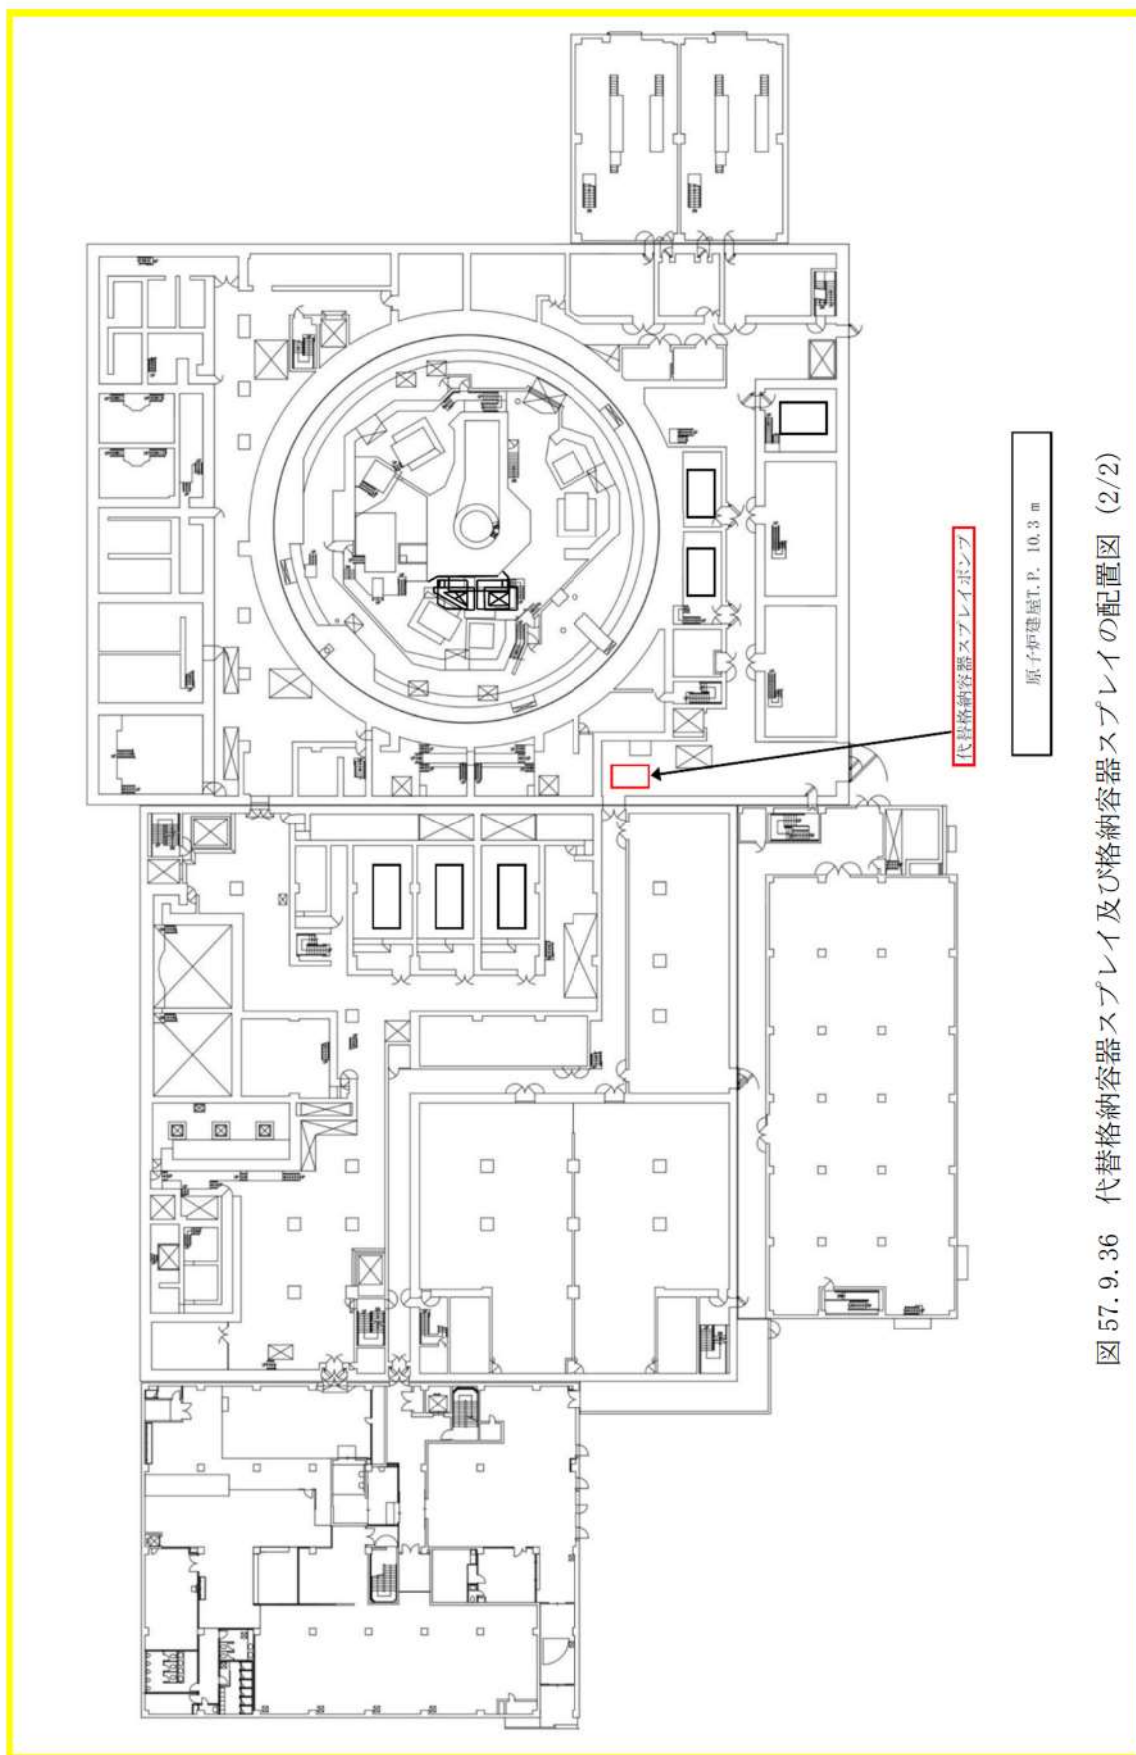 代替格納容器スプレイポンプ
原子炉建屋T.P. 10.3 m
図 57.9.36 代替格納容器スプレイ及び格納容器スプレイの配置図 (2/2)